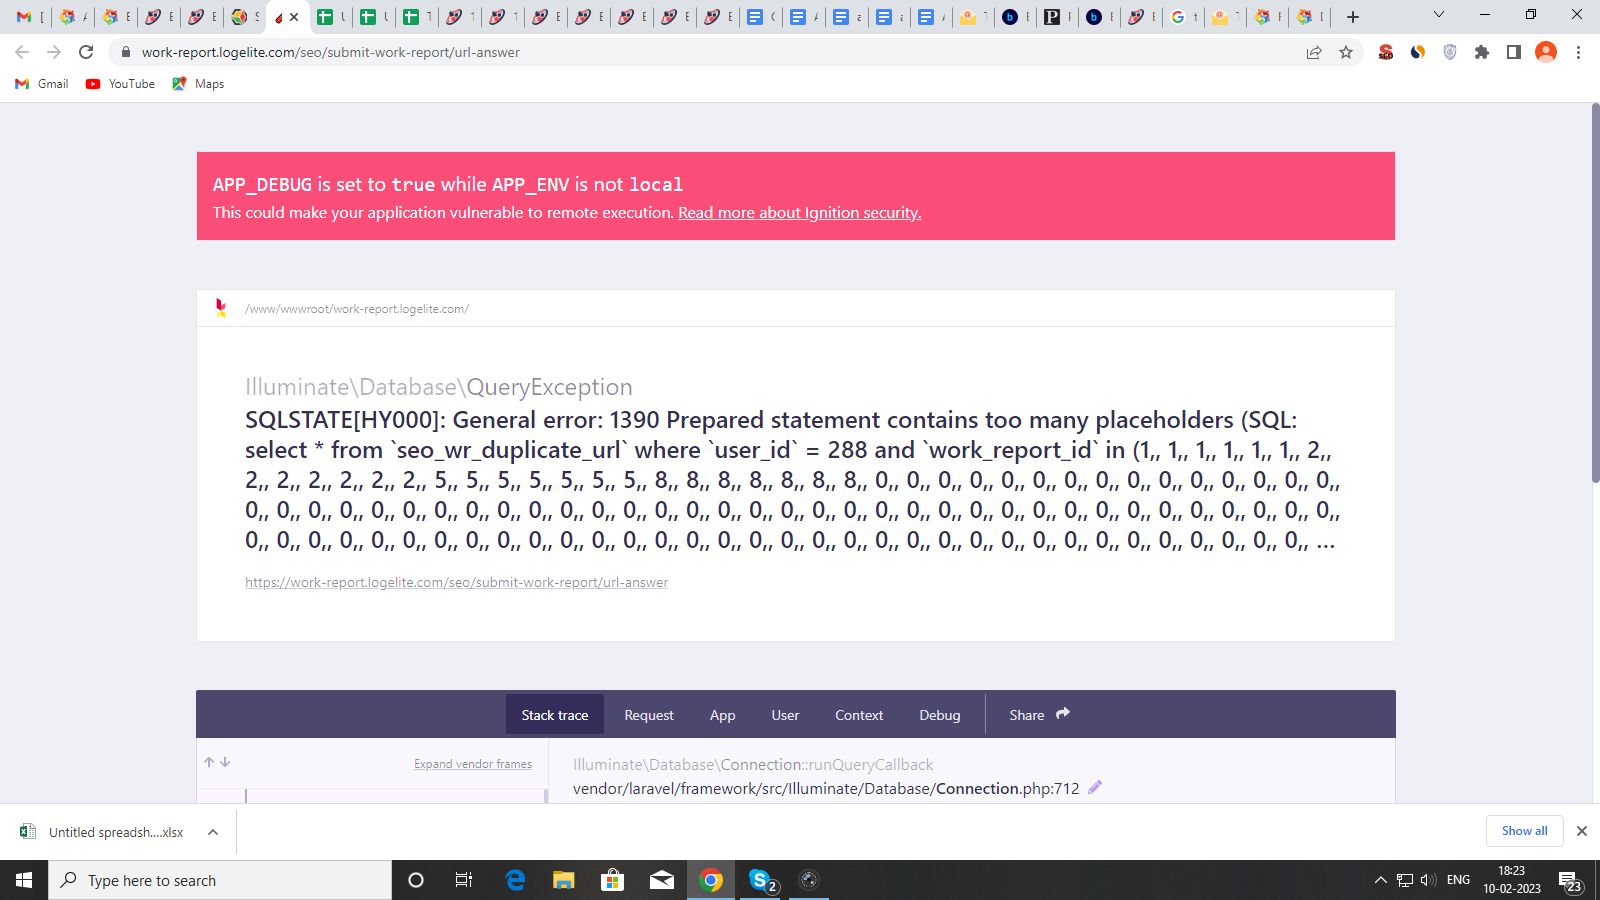 work-report.logelite.com/seo/submit-work-report/url-answer
Gmail YouTube Maps
APP_DEBUG is set to true while APP_ENV is not local
This could make your application vulnerable to remote execution. Read more about Ignition security.
/www/wwwroot/work-report.logelite.com/
Illuminate\Database\QueryException
SQLSTATE[HY000]: General error: 1390 Prepared statement contains too many placeholders (SQL:
select * from `seo_wr_duplicate_url` where `user_id` = 288 and `work_report_id` in (1,, 1,, 1,, 1,, 1,, 2,,
2,, 2,, 2,, 2,, 2,, 2,, 5,, 5,, 5,, 5,, 5,, 5,, 5,, 8,, 8,, 8,, 8,, 8,, 8,, 8,, 0,, 0,, 0,, 0,, 0,, 0,, 0,, 0,, 0,, 0,, 0,, 0,, 0,, 0,, 0,,
0,, 0,, 0,, 0,, 0,, 0,, 0,, 0,, 0,, 0,, 0,, 0,, 0,, 0,, 0,, 0,, 0,, 0,, 0,, 0,, 0,, 0,, 0,, 0,, 0,, 0,, 0,, 0,, 0,, 0,, 0,, 0,, 0,, 0,, 0,,
0,, 0,, 0,, 0,, 0,, 0,, 0,, 0,, 0,, 0,, 0,, 0,, 0,, 0,, 0,, 0,, 0,, 0,, 0,, 0,, 0,, 0,, 0,, 0,, 0,, 0,, 0,, 0,, 0,, 0,, 0,, 0,, 0,, 0,, ...
https://work-report.logelite.com/seo/submit-work-report/url-answer
Stack trace Request App User Context Debug Share
Expand vendor frames
Illuminate\Database\Connection::runQueryCallback
vendor/laravel/framework/src/Illuminate/Database/Connection.php:712
Untitled spreadsh....xlsx
Show all
Type here to search
2
ENG
18:23
10-02-2023
23